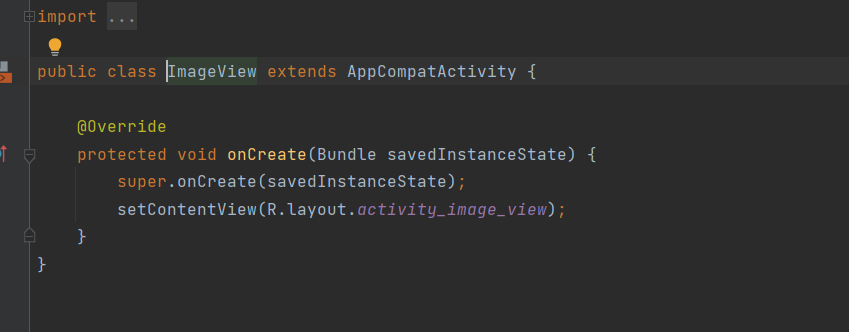 import ...
public class ImageView extends AppCompatActivity {
@Override
protected void onCreate(Bundle savedInstanceState) {
super.onCreate(savedInstanceState);
setContentView(R.layout.activity_image_view);
}
}